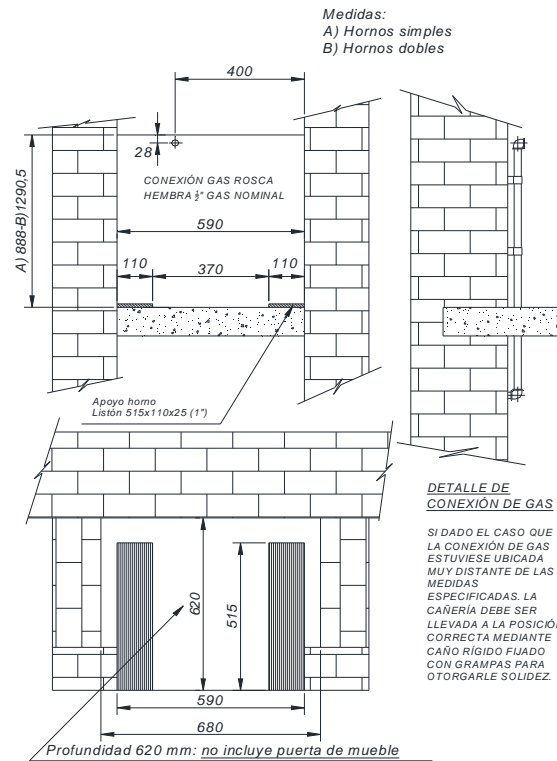 Medidas:
A) Hornos simples
B) Hornos dobles
400
28
CONEXIÓN GAS ROSCA
HEMBRA ½" GAS NOMINAL
A) 888-B)1290,5
590
110
370
110
Apoyo horno
Listón 515x110x25 (1")
DETALLE DE
CONEXIÓN DE GAS
SI DADO EL CASO QUE
LA CONEXIÓN DE GAS
ESTUVIESE UBICADA
MUY DISTANTE DE LAS
MEDIDAS
ESPECIFICADAS. LA
CAÑERÍA DEBE SER
LLEVADA A LA POSICIÓN
CORRECTA MEDIANTE
CAÑO RÍGIDO FIJADO
CON GRAMPAS PARA
OTORGARLE SOLIDEZ.
620
515
590
680
Profundidad 620 mm: no incluye puerta de mueble